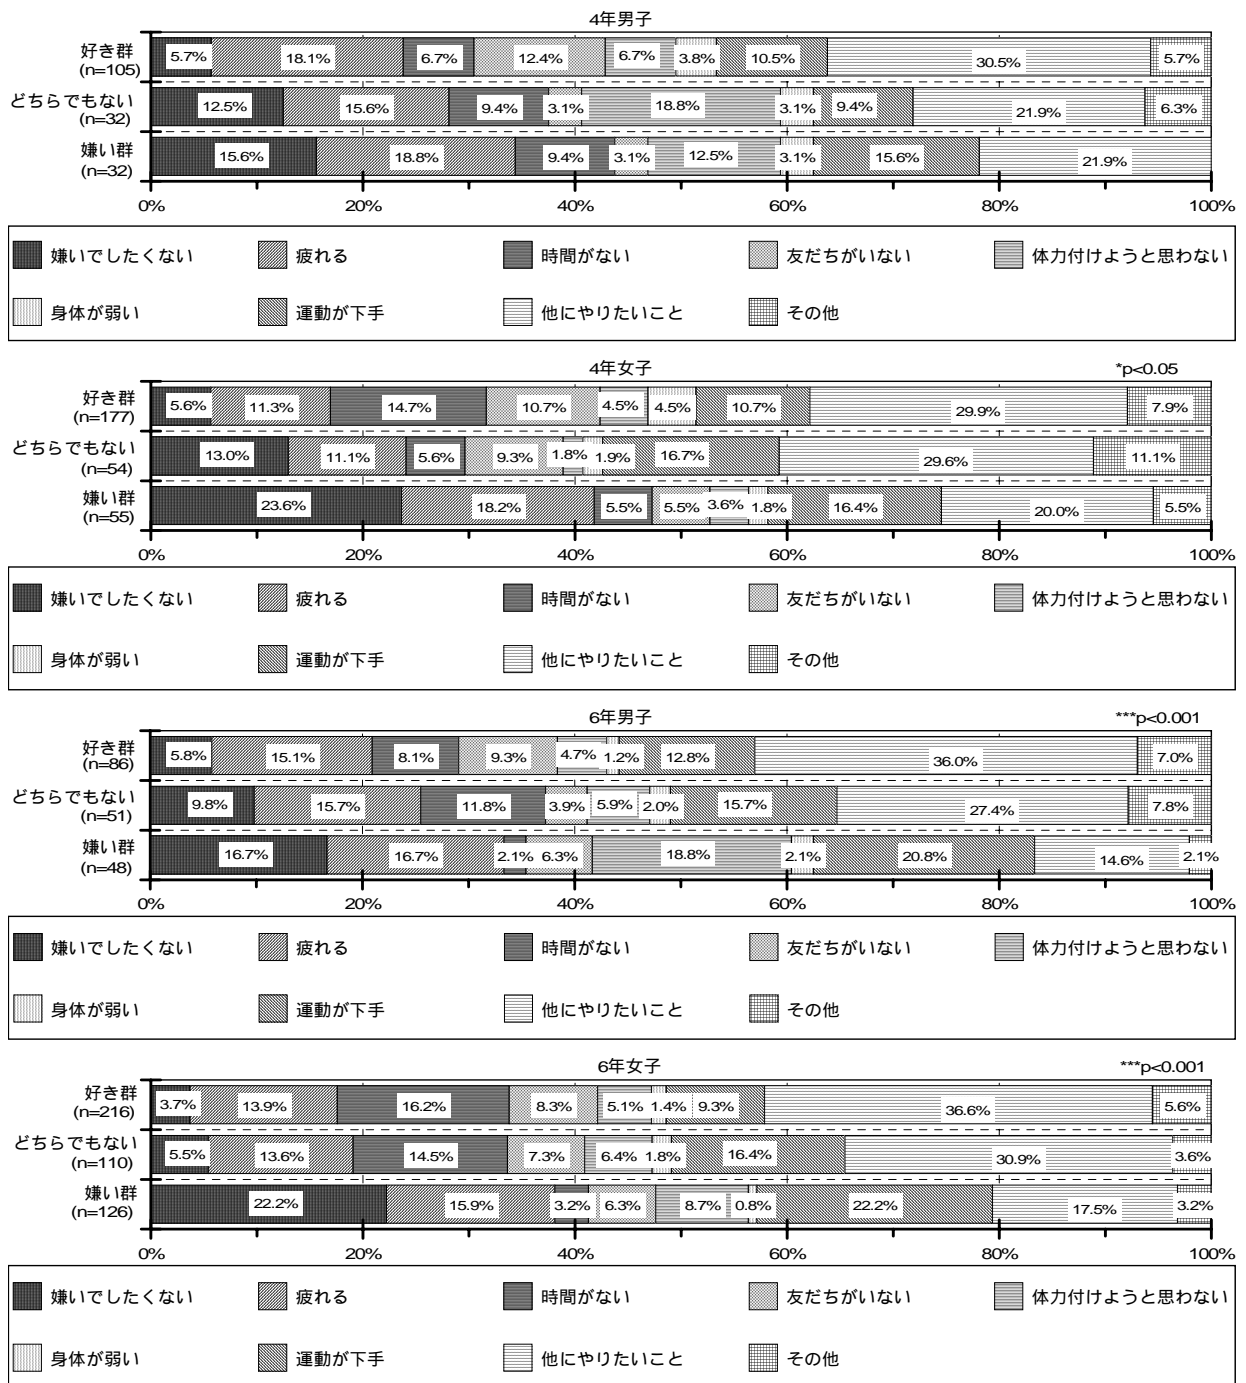 4年男子
好き群
(n=105)
5.7% 18.1% 6.7% 12.4% 6.7% 3.8% 10.5% 30.5% 5.7%
どちらでもない
(n=32)
12.5% 15.6% 9.4% 3.1% 18.8% 3.1% 9.4% 21.9% 6.3%
嫌い群
(n=32)
15.6% 18.8% 9.4% 3.1% 12.5% 3.1% 15.6% 21.9%
0% 20% 40% 60% 80% 100%
嫌いでしたくない 疲れる 時間がない 友だちがいない 体力付けようと思わない
身体が弱い 運動が下手 他にやりたいこと その他
4年女子 *p<0.05
好き群
(n=177)
5.6% 11.3% 14.7% 10.7% 4.5% 4.5% 10.7% 29.9% 7.9%
どちらでもない
(n=54)
13.0% 11.1% 5.6% 9.3% 1.8% 1.9% 16.7% 29.6% 11.1%
嫌い群
(n=55)
23.6% 18.2% 5.5% 5.5% 3.6% 1.8% 16.4% 20.0% 5.5%
0% 20% 40% 60% 80% 100%
嫌いでしたくない 疲れる 時間がない 友だちがいない 体力付けようと思わない
身体が弱い 運動が下手 他にやりたいこと その他
6年男子 ***p<0.001
好き群
(n=86)
5.8% 15.1% 8.1% 9.3% 4.7% 1.2% 12.8% 36.0% 7.0%
どちらでもない
(n=51)
9.8% 15.7% 11.8% 3.9% 5.9% 2.0% 15.7% 27.4% 7.8%
嫌い群
(n=48)
16.7% 16.7% 2.1% 6.3% 18.8% 2.1% 20.8% 14.6% 2.1%
0% 20% 40% 60% 80% 100%
嫌いでしたくない 疲れる 時間がない 友だちがいない 体力付けようと思わない
身体が弱い 運動が下手 他にやりたいこと その他
6年女子 ***p<0.001
好き群
(n=216)
3.7% 13.9% 16.2% 8.3% 5.1% 1.4% 9.3% 36.6% 5.6%
どちらでもない
(n=110)
5.5% 13.6% 14.5% 7.3% 6.4% 1.8% 16.4% 30.9% 3.6%
嫌い群
(n=126)
22.2% 15.9% 3.2% 6.3% 8.7% 0.8% 22.2% 17.5% 3.2%
0% 20% 40% 60% 80% 100%
嫌いでしたくない 疲れる 時間がない 友だちがいない 体力付けようと思わない
身体が弱い 運動が下手 他にやりたいこと その他